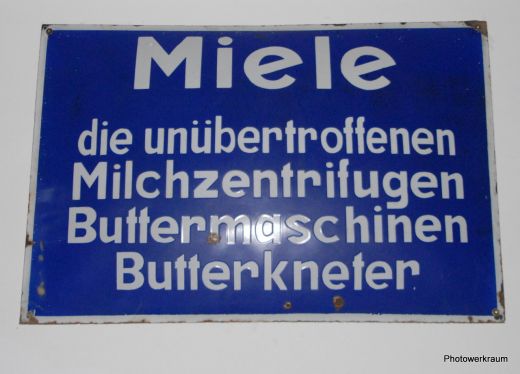 Miele
die unübertroffenen
Milchzentrifugen
Buttermaschinen
Butterkneter
Photowerkraum